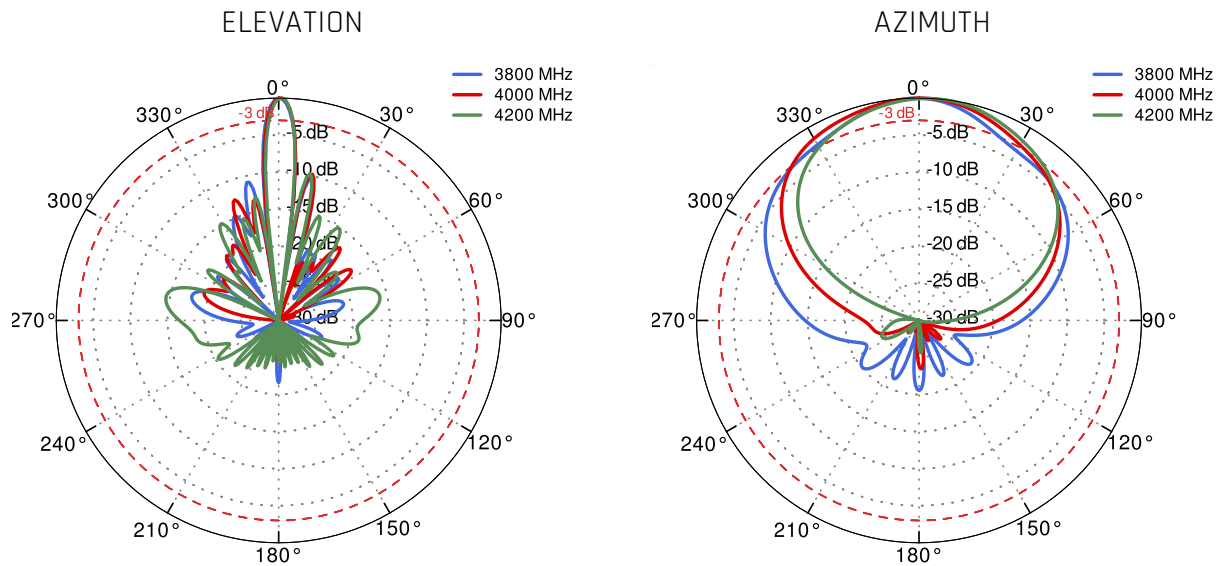 ELEVATION
3800 MHz
4000 MHz
4200 MHz
0°
330°
30°
-3 dB
-5 dB
-10 dB
300°
60°
-15 dB
-20 dB
270°
-30 dB
90°
240°
120°
210°
150°
180°
AZIMUTH
3800 MHz
4000 MHz
4200 MHz
0°
330°
30°
-3 dB
-5 dB
-10 dB
300°
60°
-15 dB
-20 dB
-25 dB
270°
-30 dB
90°
240°
120°
210°
150°
180°